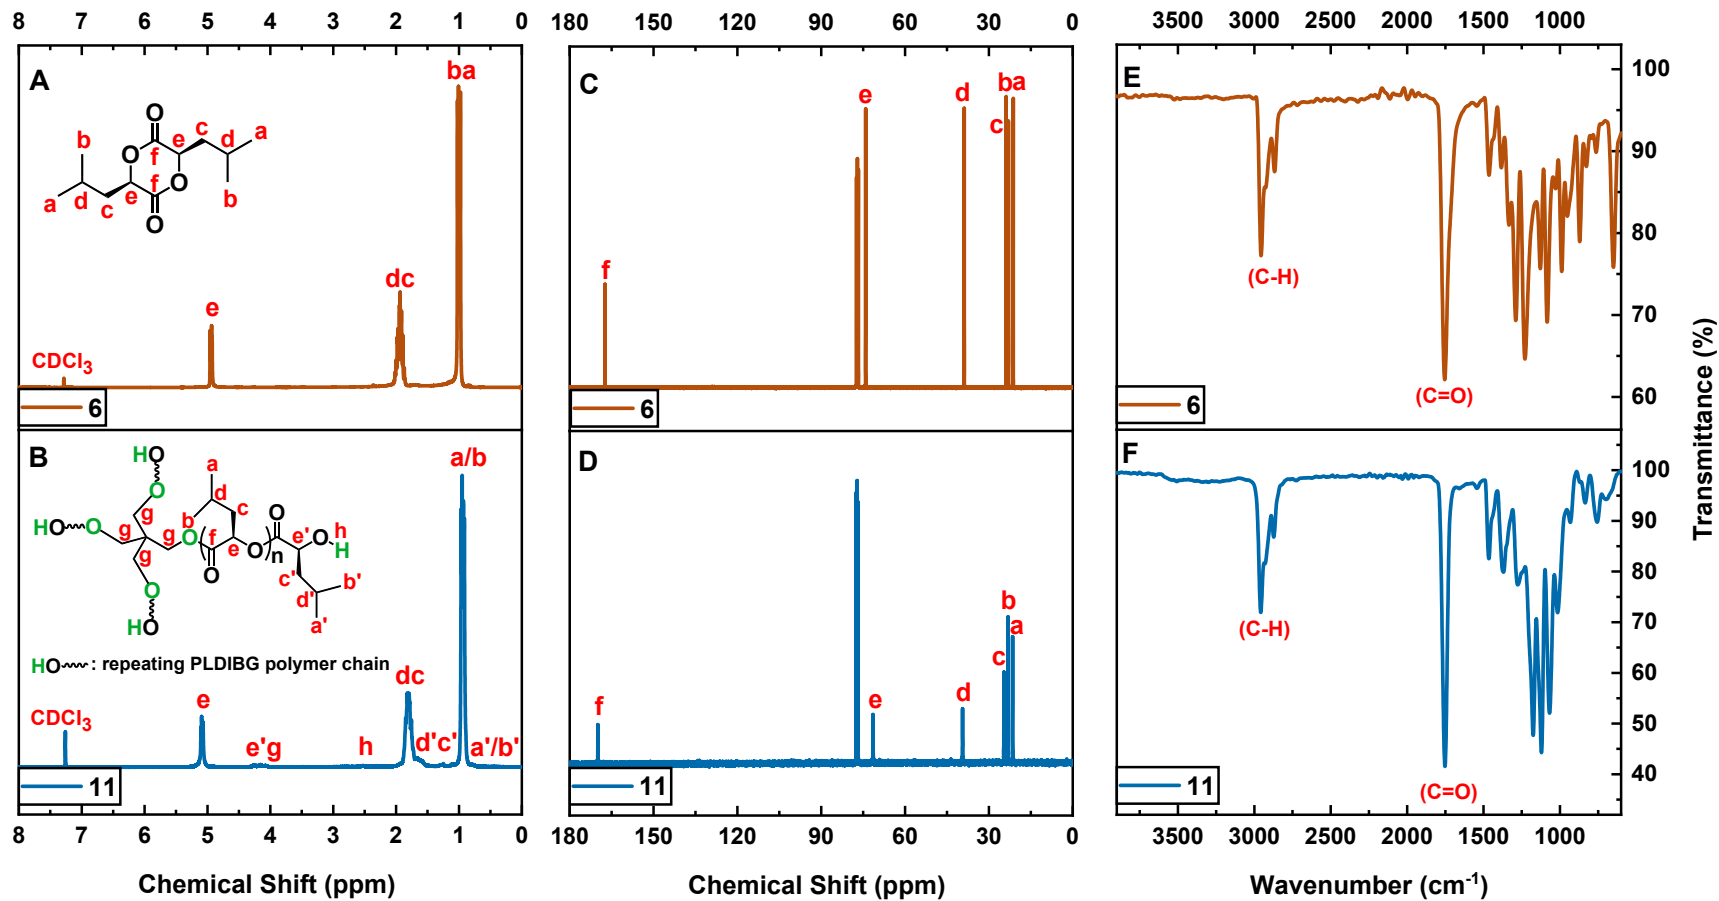 8 7 6 5 4 3 2 1 0
180 150 120 90 60 30 0
3500 3000 2500 2000 1500 1000
A
ba
b
O
c
a
e
d
O
f
b
f
O
a
d
c
e
O
e
dc
CDCl3
6
C
f
e
d
c
ba
6
E
(C-H)
(C=O)
6
100
90
80
70
60
B
HO
a
a/b
O
d
c
O
e'
h
HO
O
g
g
g
g
O
b
(
f
e
O
)n
O
H
O
c'
b'
d'
a'
O
HO
HO : repeating PLDIBG polymer chain
CDCl3
e
e'g
h
dc
d'c'
a'/b'
11
D
f
e
d
c
b
a
11
F
(C-H)
(C=O)
11
100
90
80
70
60
50
40
Transmittance (%)
8 7 6 5 4 3 2 1 0
180 150 120 90 60 30 0
3500 3000 2500 2000 1500 1000
Chemical Shift (ppm)
Chemical Shift (ppm)
Wavenumber (cm-1)